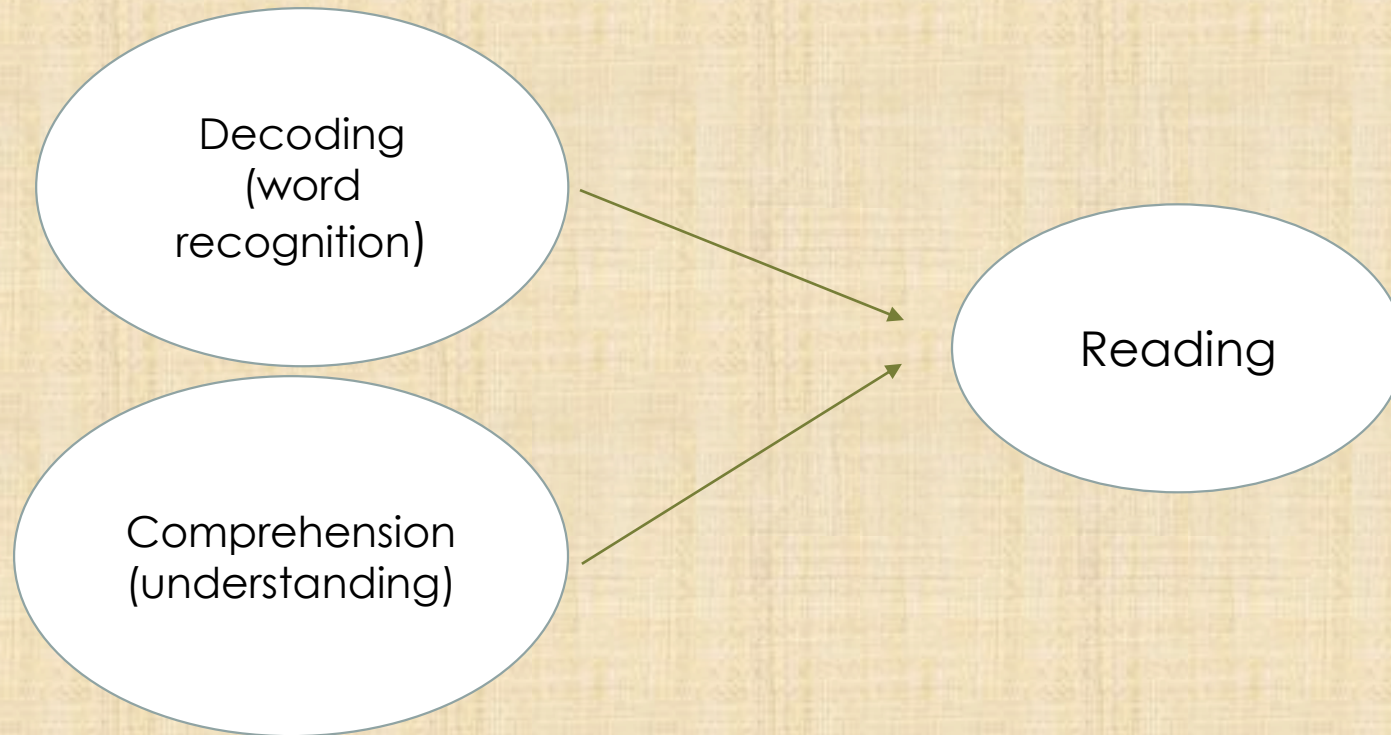 Decoding
(word
recognition)
Comprehension
(understanding)
Reading